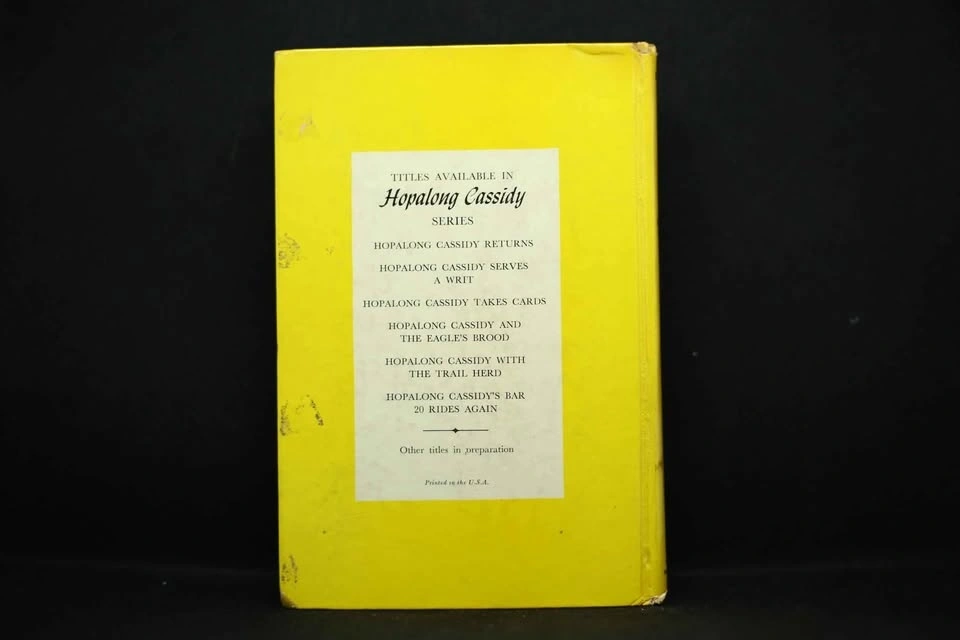 TITLES AVAILABLE IN
Hopalong Cassidy
SERIES
HOPALONG CASSIDY RETURNS
HOPALONG CASSIDY SERVES
A WRIT
HOPALONG CASSIDY TAKES CARDS
HOPALONG CASSIDY AND
THE EAGLE'S BROOD
HOPALONG CASSIDY WITH
THE TRAIL HERD
HOPALONG CASSIDY'S BAR
20 RIDES AGAIN
Other titles in preparation
Printed in the U.S.A.